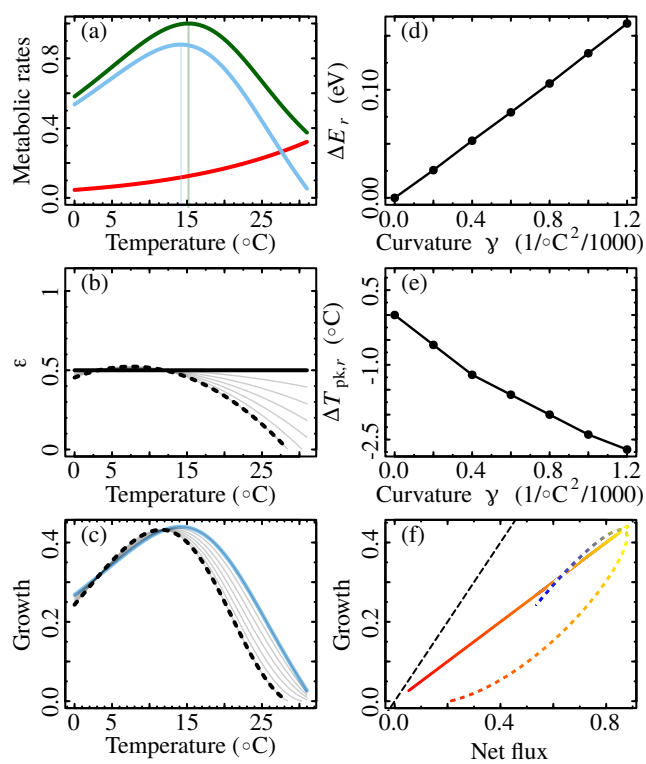 (a)
Metabolic rates
0.0 0.4 0.8
0 5 15 25
Temperature (°C)
(d)
ΔE r (eV)
0.00 0.10
0.0 0.4 0.8 1.2
Curvature γ (1/°C²/1000)
(b)
ε
0 0.5 1
0 5 15 25
Temperature (°C)
(e)
ΔT pk,r (°C)
-2.5 -1.0 0.5
0.0 0.4 0.8 1.2
Curvature γ (1/°C²/1000)
(c)
Growth
0.0 0.2 0.4
0 5 15 25
Temperature (°C)
(f)
Growth
0.0 0.2 0.4
0.0 0.4 0.8
Net flux